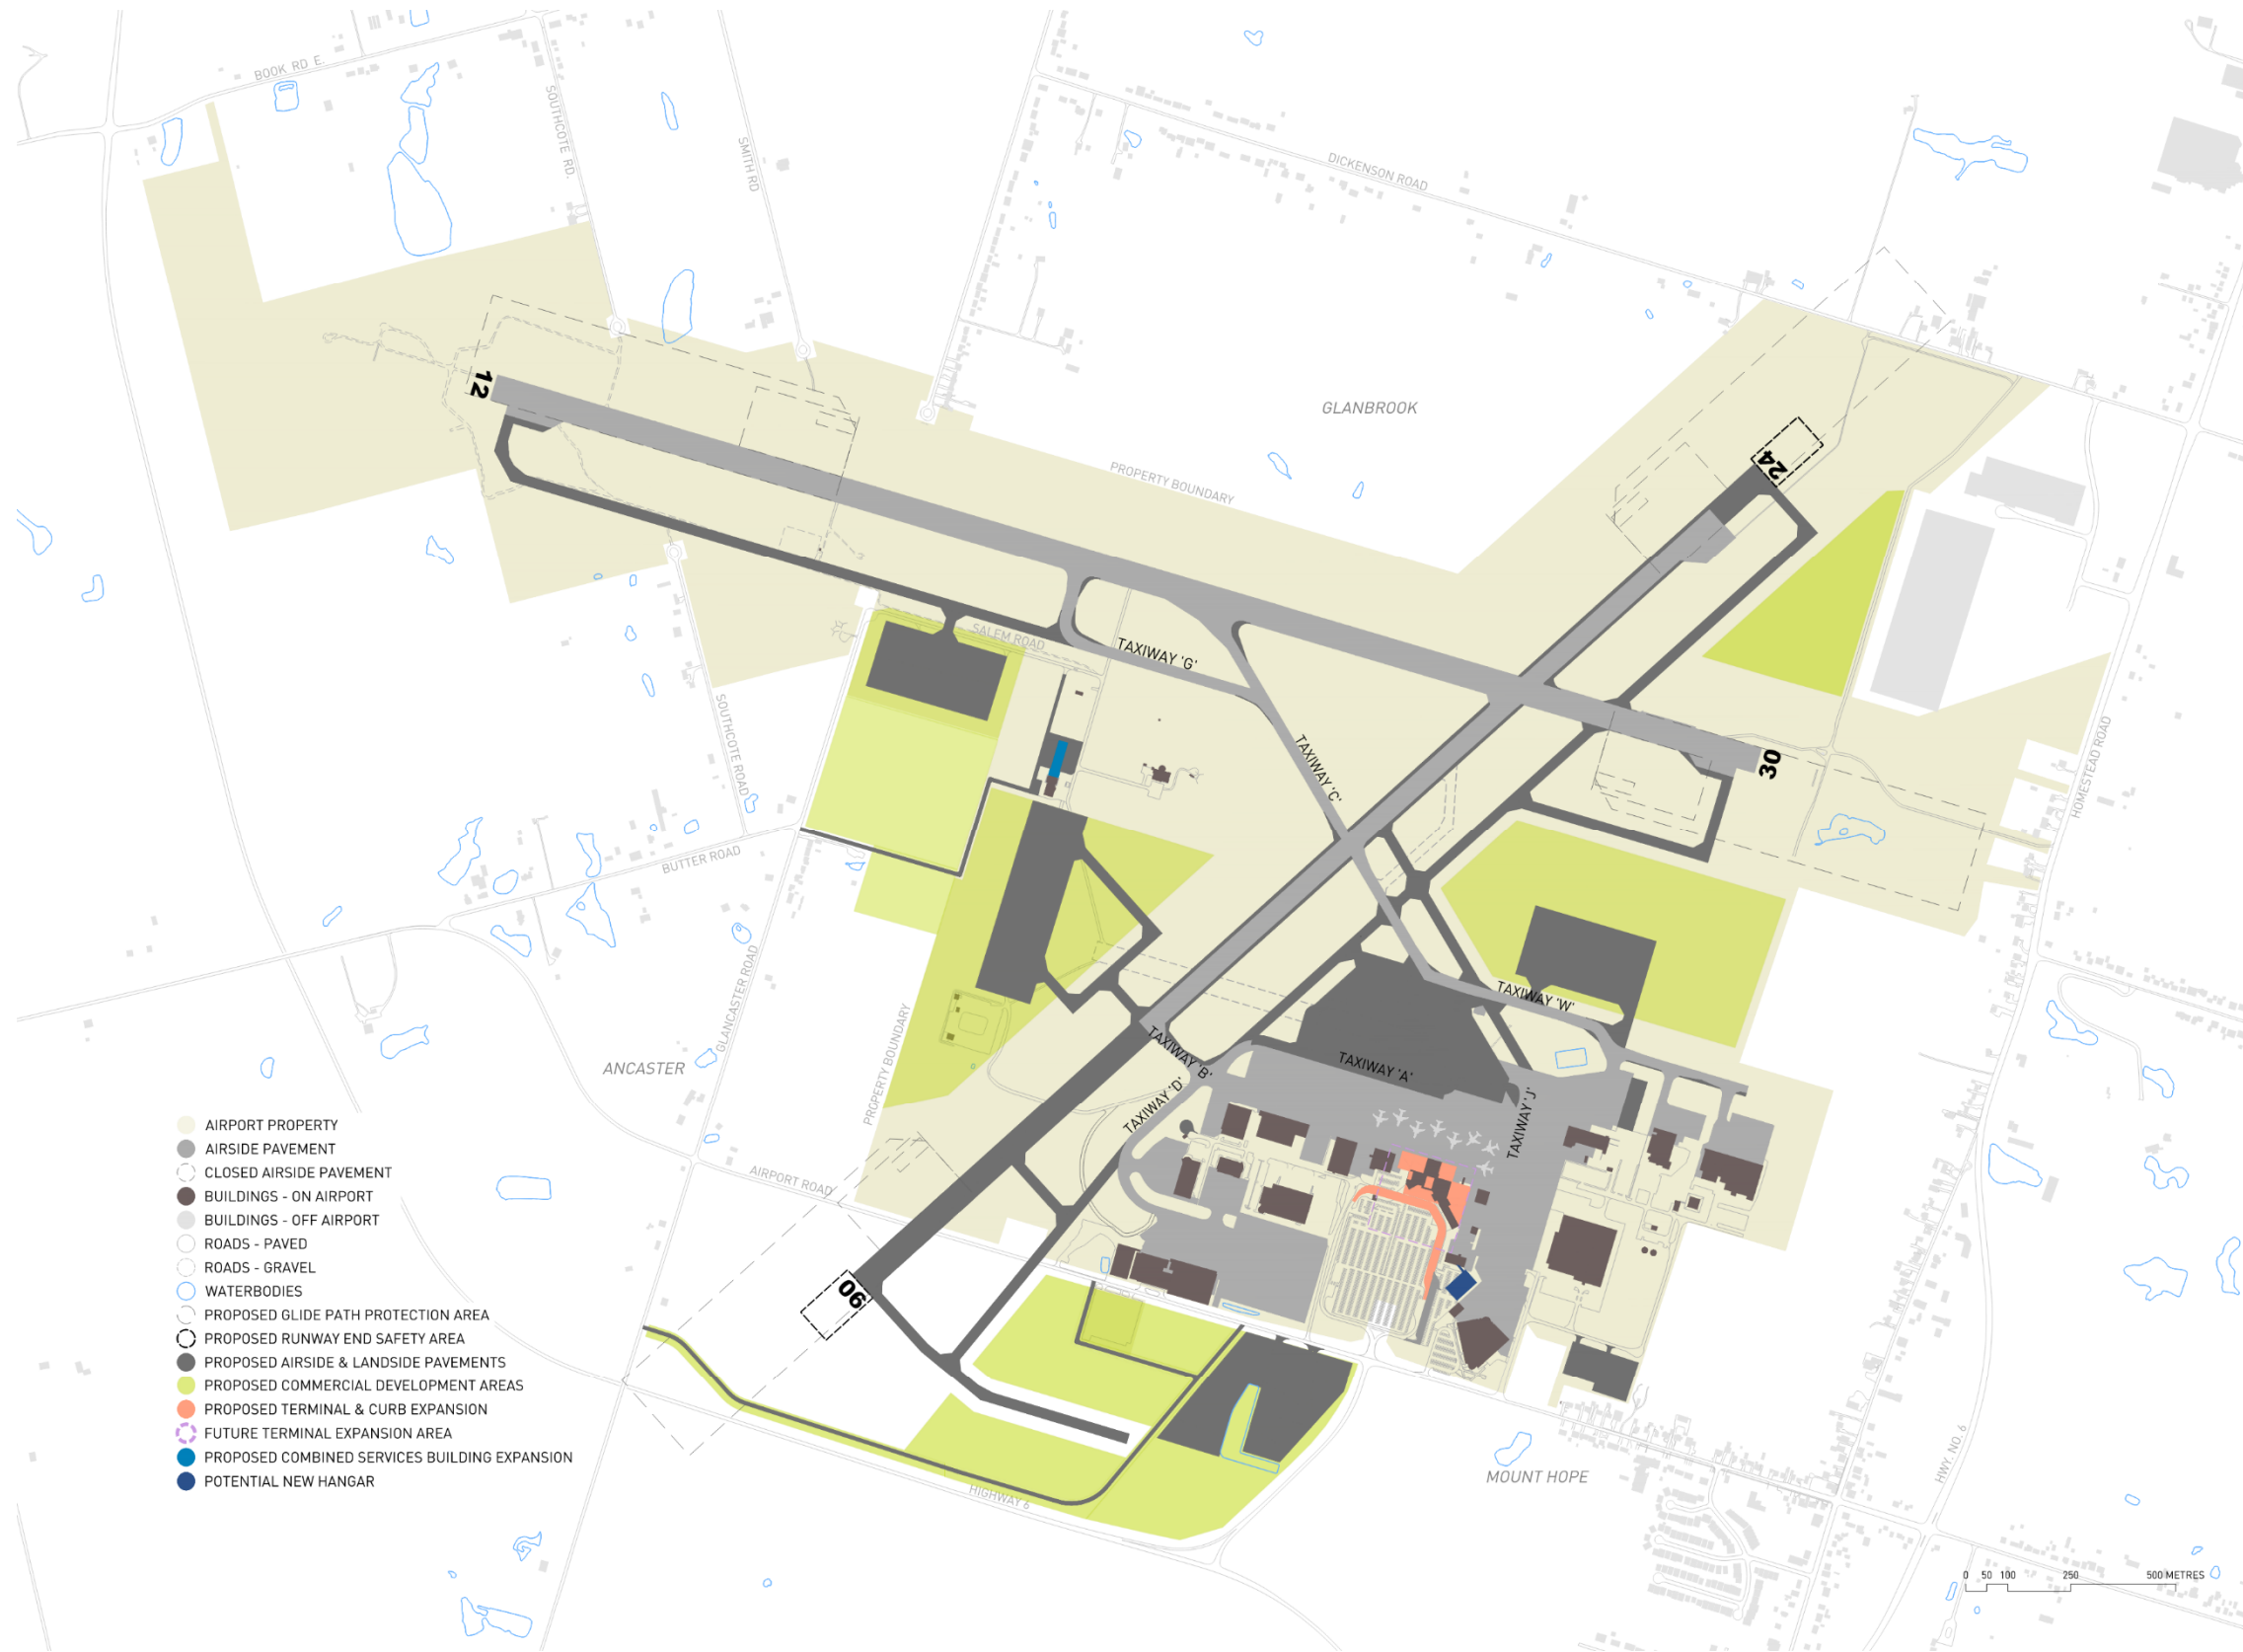 BOOK RD E.
SOUTHCOTE RD.
SMITH RD
DICKENSON ROAD
12
GLANBROOK
24
PROPERTY BOUNDARY
SALEM ROAD
TAXIWAY 'G'
TAXIWAY 'C'
30
HOMESTEAD ROAD
SOUTHCOTE ROAD
BUTTER ROAD
GLANCASTER ROAD
PROPERTY BOUNDARY
TAXIWAY 'W'
ANCASTER
TAXIWAY 'B'
TAXIWAY 'A'
TAXIWAY 'D'
TAXIWAY 'J'
AIRPORT ROAD
06
AIRPORT PROPERTY
AIRSIDE PAVEMENT
CLOSED AIRSIDE PAVEMENT
BUILDINGS - ON AIRPORT
BUILDINGS - OFF AIRPORT
ROADS - PAVED
ROADS - GRAVEL
WATERBODIES
PROPOSED GLIDE PATH PROTECTION AREA
PROPOSED RUNWAY END SAFETY AREA
PROPOSED AIRSIDE & LANDSIDE PAVEMENTS
PROPOSED COMMERCIAL DEVELOPMENT AREAS
PROPOSED TERMINAL & CURB EXPANSION
FUTURE TERMINAL EXPANSION AREA
PROPOSED COMBINED SERVICES BUILDING EXPANSION
POTENTIAL NEW HANGAR
HIGHWAY 6
MOUNT HOPE
HWY. NO. 6
0 50 100 250 500 METRES